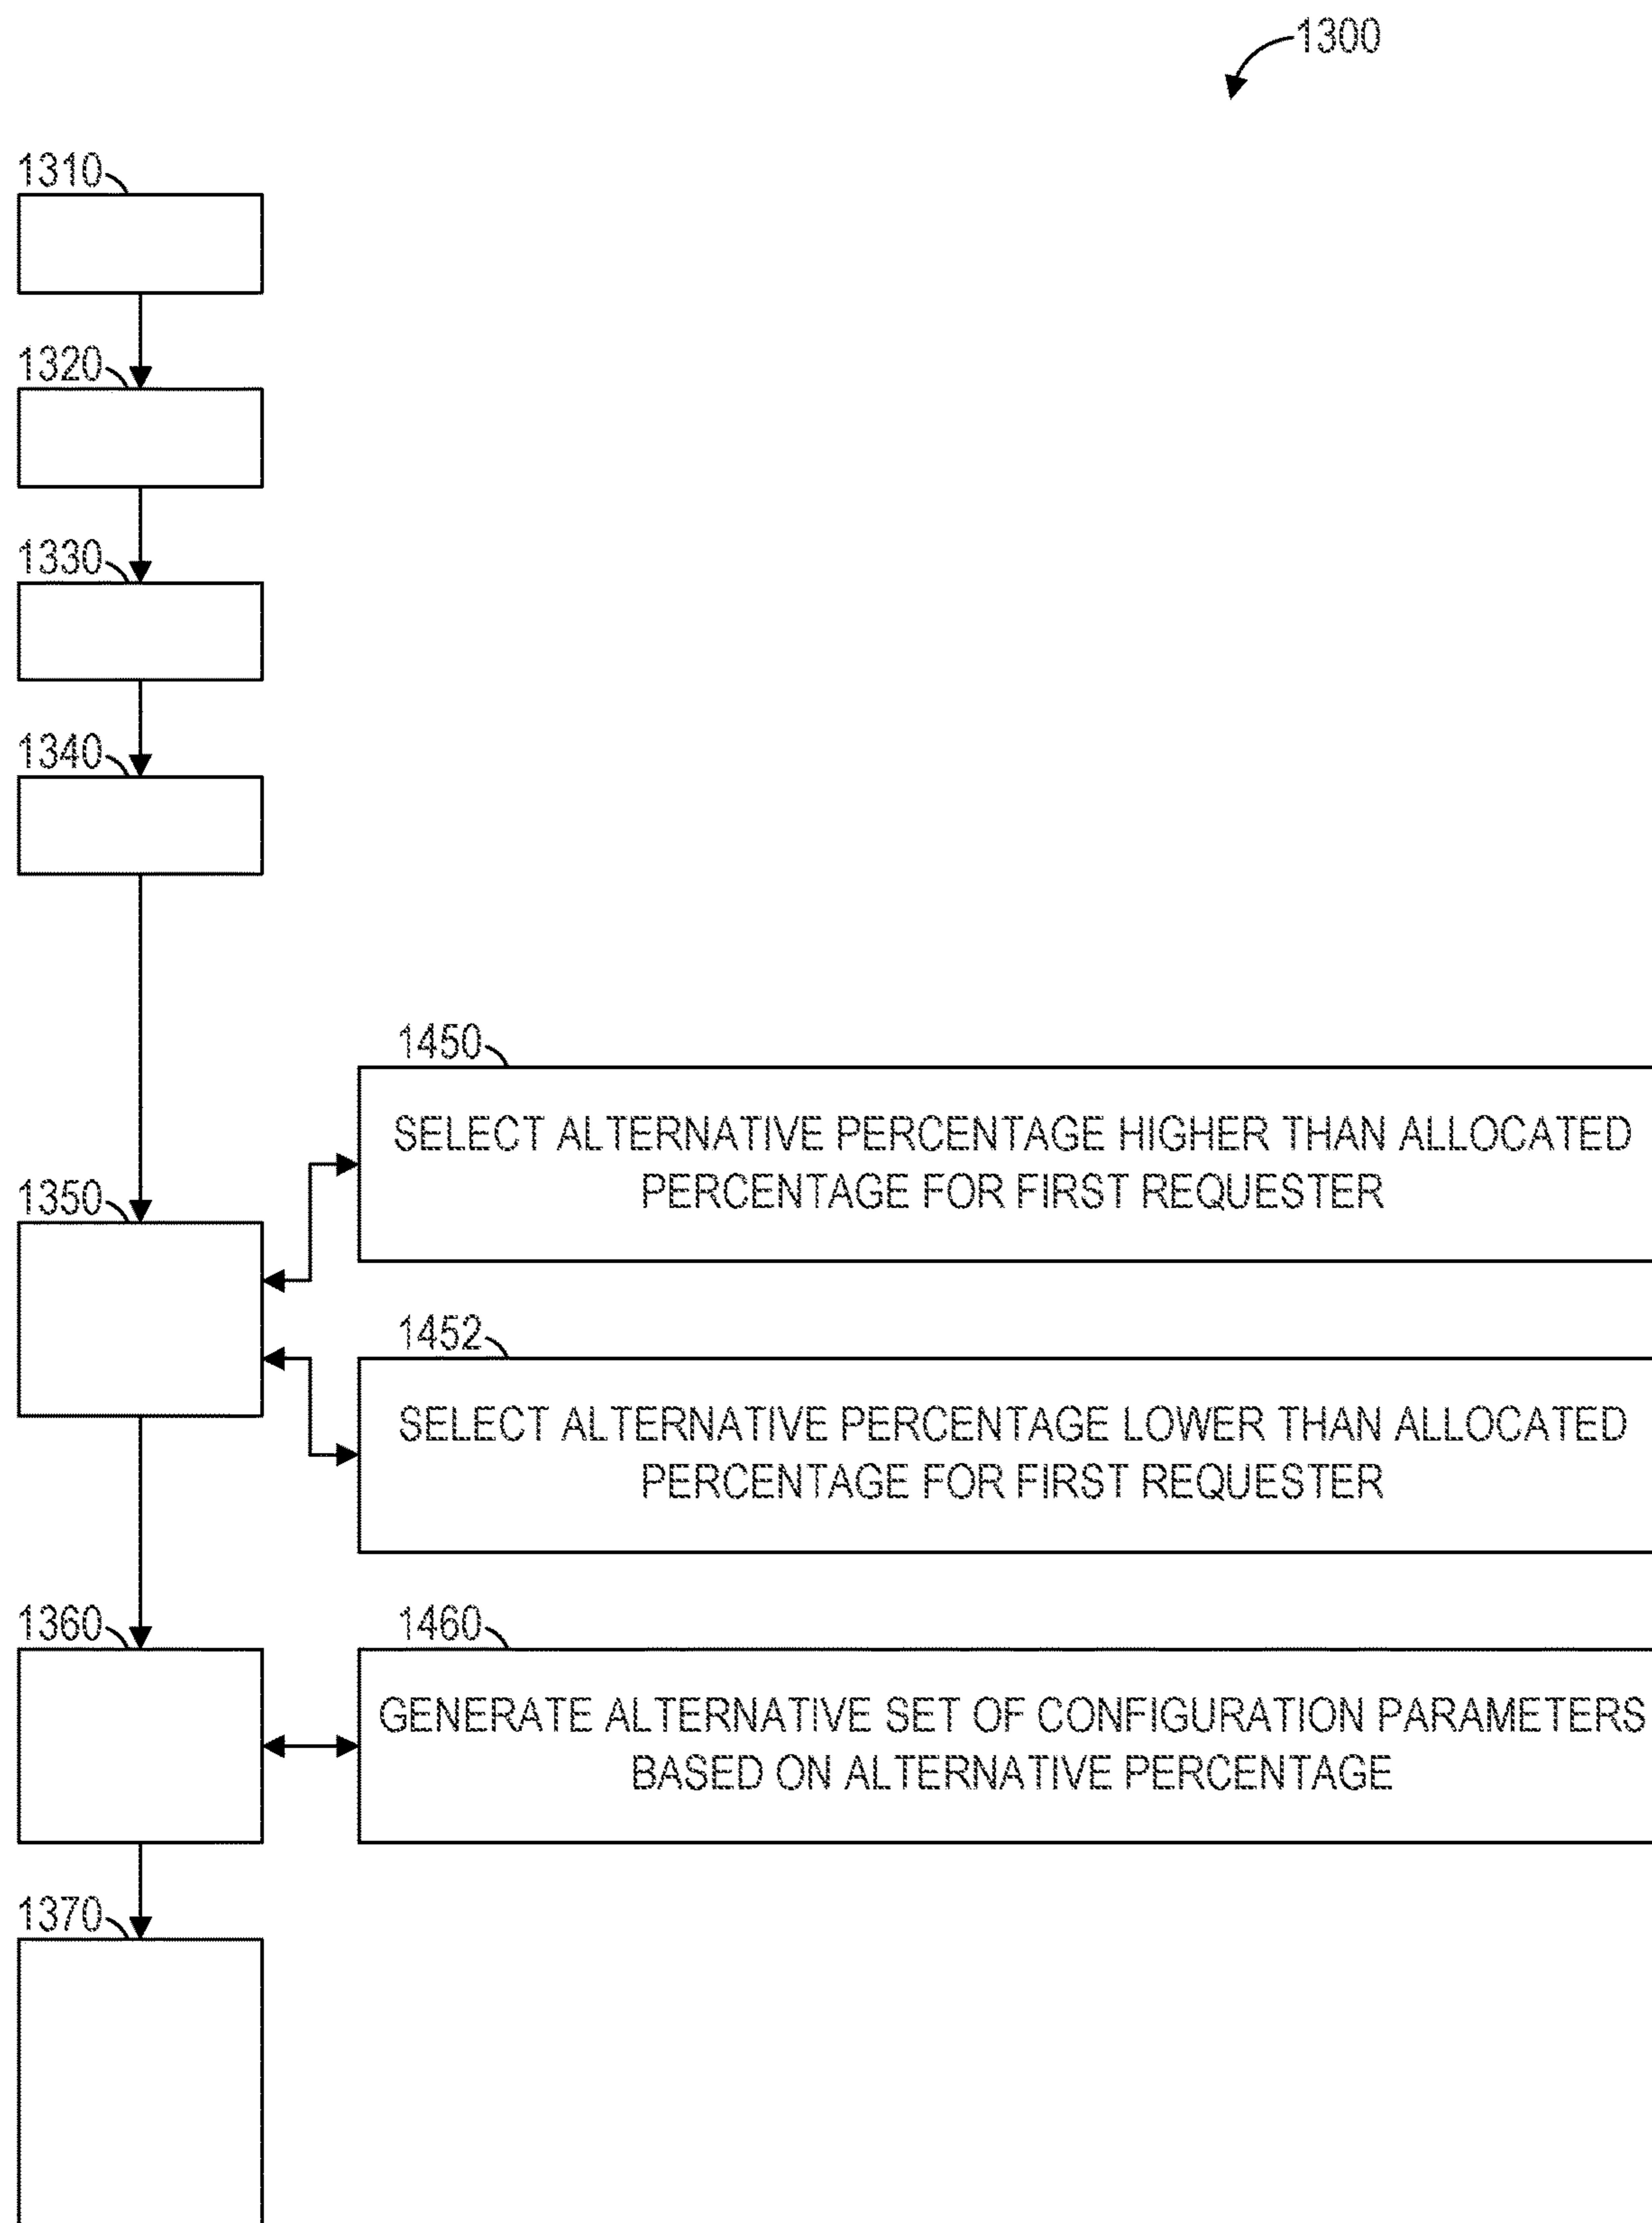 1300
1310
1320
1330
1340
1450
SELECT ALTERNATIVE PERCENTAGE HIGHER THAN ALLOCATED
PERCENTAGE FOR FIRST REQUESTER
1350
1452
SELECT ALTERNATIVE PERCENTAGE LOWER THAN ALLOCATED
PERCENTAGE FOR FIRST REQUESTER
1360
1460
GENERATE ALTERNATIVE SET OF CONFIGURATION PARAMETERS
BASED ON ALTERNATIVE PERCENTAGE
1370